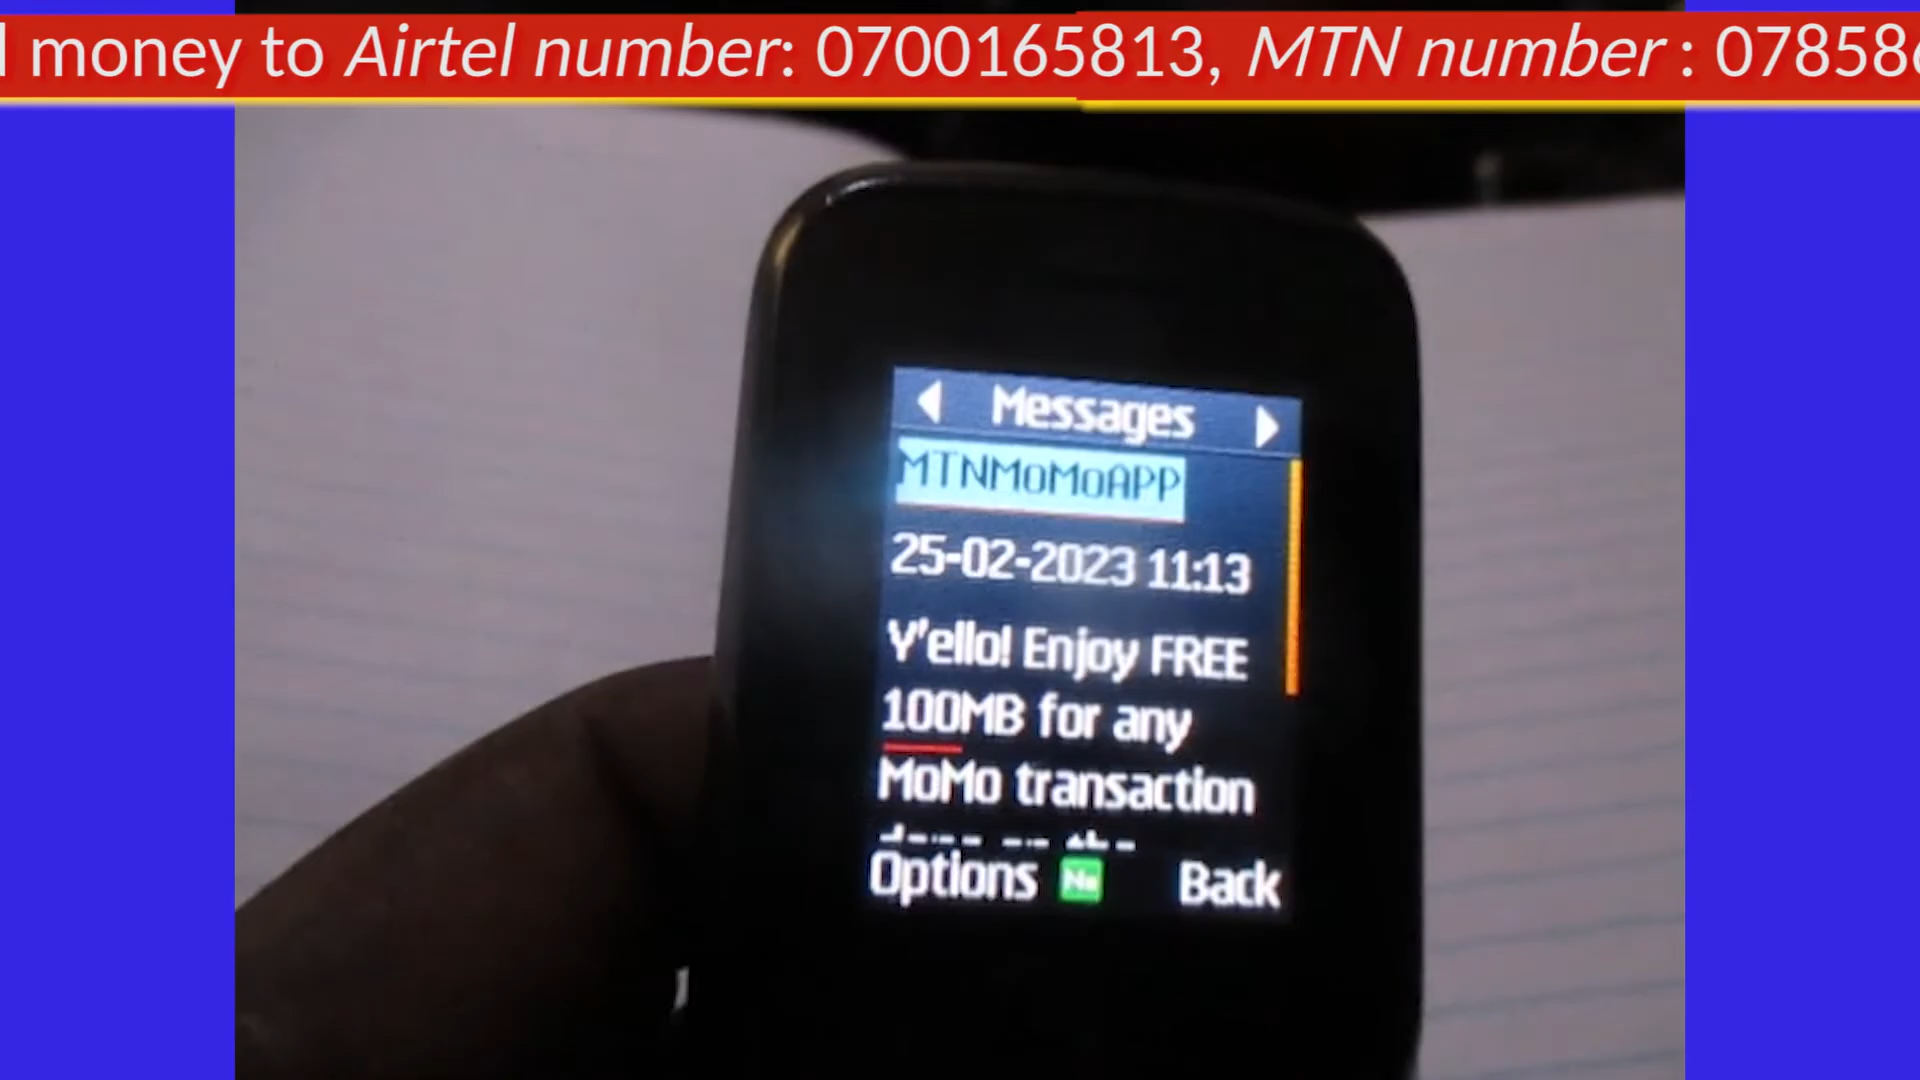 money to Airtel number: 0700165813, MTN number : 07858
Messages
MTNMoMoAPP
25-02-2023 11:13
Y'ello! Enjoy FREE
100MB for any
MoMo transaction
Options Back